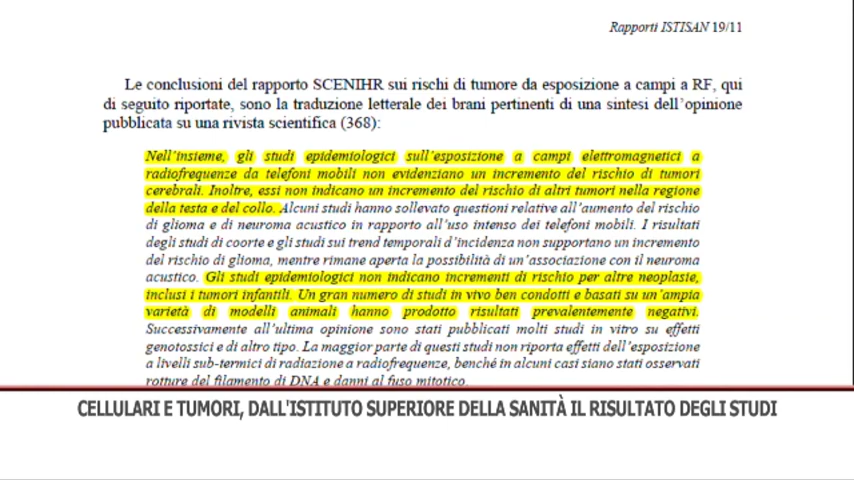 Rapporti ISTISAN 19/11
Le conclusioni del rapporto SCENIHR sui rischi di tumore da esposizione a campi a RF, qui
di seguito riportate, sono la traduzione letterale dei brani pertinenti di una sintesi dell'opinione
pubblicata su una rivista scientifica (368):
Nell'insieme, gli studi epidemiologici sull'esposizione a campi elettromagnetici a
radiofrequenze da telefoni mobili non evidenziano un incremento del rischio di tumori
cerebrali. Inoltre, essi non indicano un incremento del rischio di altri tumori nella regione
della testa e del collo. Alcuni studi hanno sollevato questioni relative all'aumento del rischio
di glioma e di neuroma acustico in rapporto all'uso intenso dei telefoni mobili. I risultati
degli studi di coorte e gli studi sui trend temporali d'incidenza non supportano un incremento
del rischio di glioma, mentre rimane aperta la possibilità di un'associazione con il neuroma
acustico. Gli studi epidemiologici non indicano incrementi di rischio per altre neoplasie,
inclusi i tumori infantili. Un gran numero di studi in vivo ben condotti e basati su un'ampia
varietà di modelli animali hanno prodotto risultati prevalentemente negativi.
Successivamente all'ultima opinione sono stati pubblicati molti studi in vitro su effetti
genotossici e di altro tipo. La maggior parte di questi studi non riporta effetti dell'esposizione
a livelli sub-termici di radiazione a radiofrequenze, benché in alcuni casi siano stati osservati
rotture del filamento di DNA e danni al fuso mitotico.
CELLULARI E TUMORI, DALL'ISTITUTO SUPERIORE DELLA SANITÀ IL RISULTATO DEGLI STUDI